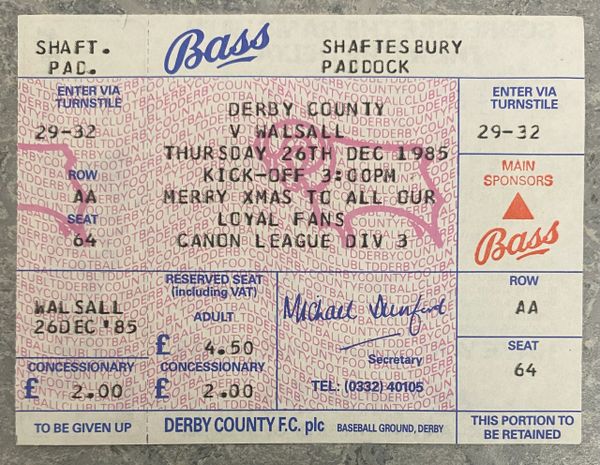 SHAFT.
PAD.
ENTER VIA
TURNSTILE
29-32
ROW
AA
SEAT
64
WALSALL
26DEC '85
CONCESSIONARY
£ 2.00
TO BE GIVEN UP
Bass
SHAFTESBURY
PADDOCK
DERBY COUNTY
V WALSALL
THURSDAY 26TH DEC 1985
KICK-OFF 3:00PM
MERRY XMAS TO ALL OUR
LOYAL FANS
CANON LEAGUE DIV 3
RESERVED SEAT
(including VAT)
ADULT
£ 4.50
CONCESSIONARY
£ 2.00
Michael Dunford
Secretary
TEL: (0332) 40105
DERBY COUNTY F.C. plc BASEBALL GROUND, DERBY
ENTER VIA
TURNSTILE
29-32
MAIN
SPONSORS
Bass
ROW
AA
SEAT
64
THIS PORTION TO
BE RETAINED